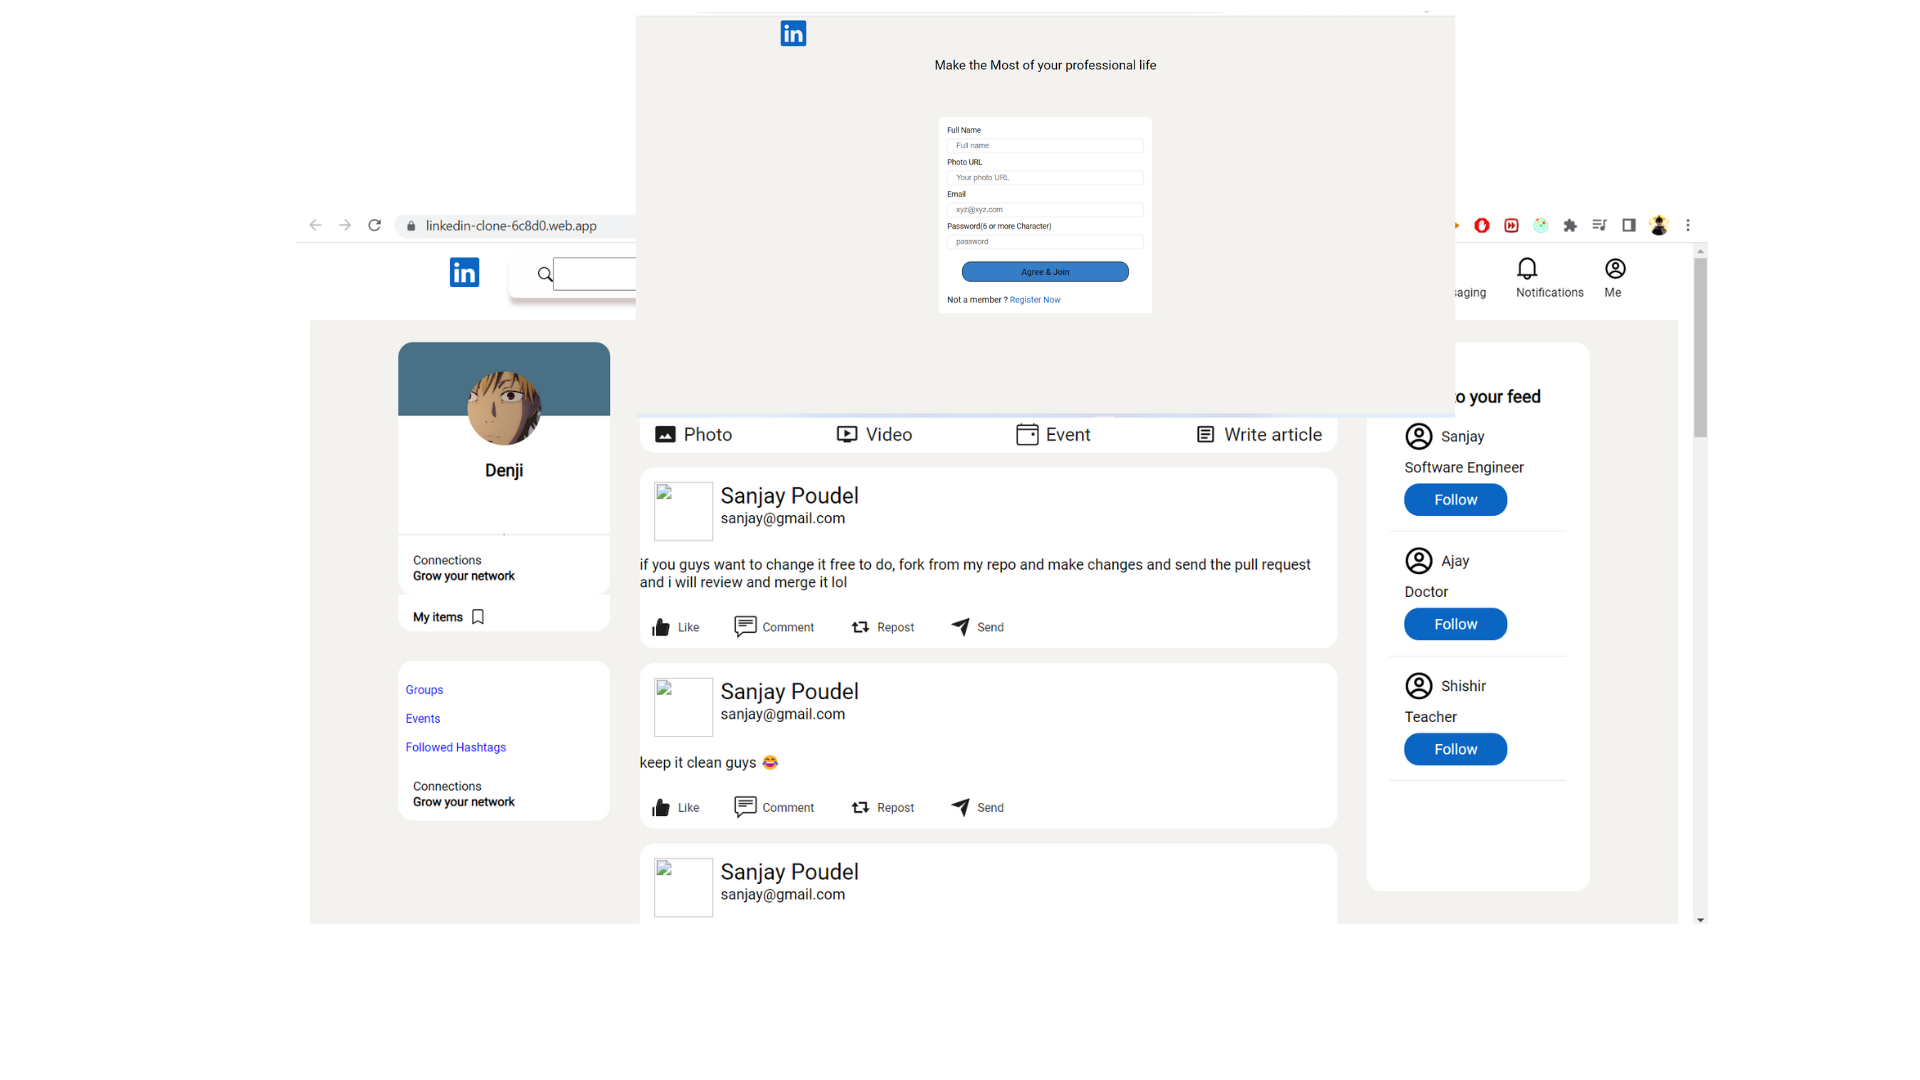 in
Make the Most of your professional life
Full Name
Full name
Photo URL
Your photo URL
Email
xyz@xyz.com
Password(6 or more Character)
password
Agree & Join
Not a member ? Register Now
linkedin-clone-6c8d0.web.app
in
Notifications
Me
Denji
Connections
Grow your network
My items
Groups
Events
Followed Hashtags
Connections
Grow your network
Photo
Video
Event
Write article
Sanjay Poudel
sanjay@gmail.com
if you guys want to change it free to do, fork from my repo and make changes and send the pull request
and i will review and merge it lol
Like
Comment
Repost
Send
Sanjay Poudel
sanjay@gmail.com
keep it clean guys 😂
Like
Comment
Repost
Send
Sanjay Poudel
sanjay@gmail.com
your feed
Sanjay
Software Engineer
Follow
Ajay
Doctor
Follow
Shishir
Teacher
Follow